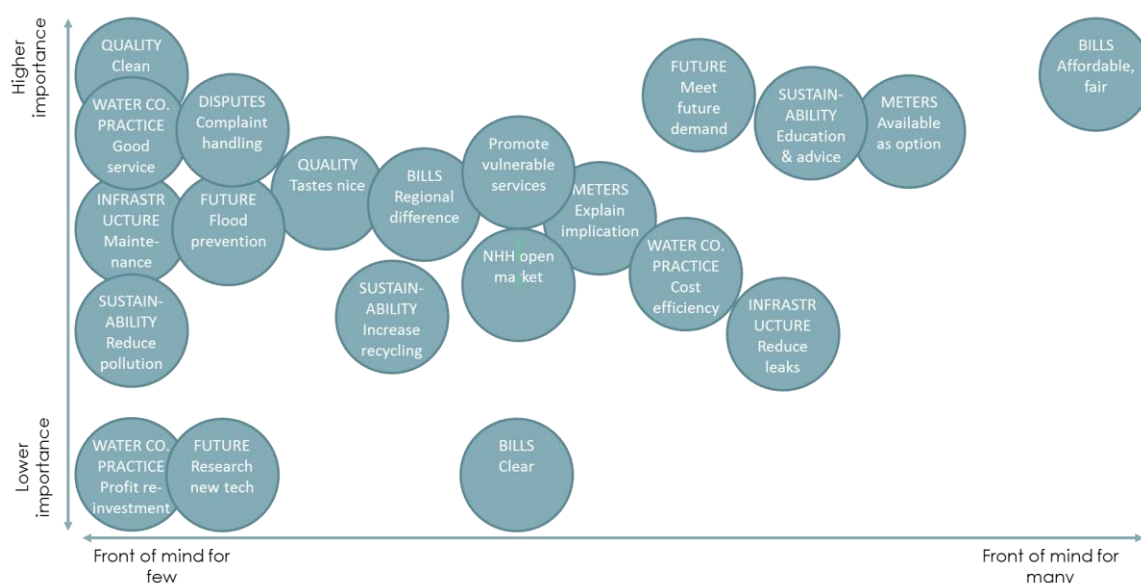 Higher
importance
QUALITY
Clean
WATER CO.
PRACTICE
Good
service
DISPUTES
Complaint
handling
INFRASTR
UCTURE
Mainte-
nance
FUTURE
Flood
prevention
QUALITY
Tastes nice
BILLS
Regional
difference
Promote
vulnerable
services
METERS
Explain
implication
FUTURE
Meet
future
demand
SUSTAIN-
ABILITY
Education
& advice
METERS
Available
as option
BILLS
Affordable,
fair
NHH open
market
WATER CO.
PRACTICE
Cost
efficiency
SUSTAIN-
ABILITY
Reduce
pollution
SUSTAIN-
ABILITY
Increase
recycling
INFRASTR
UCTURE
Reduce
leaks
Lower
importance
WATER CO.
PRACTICE
Profit re-
investment
FUTURE
Research
new tech
BILLS
Clear
Front of mind for
few
Front of mind for
many